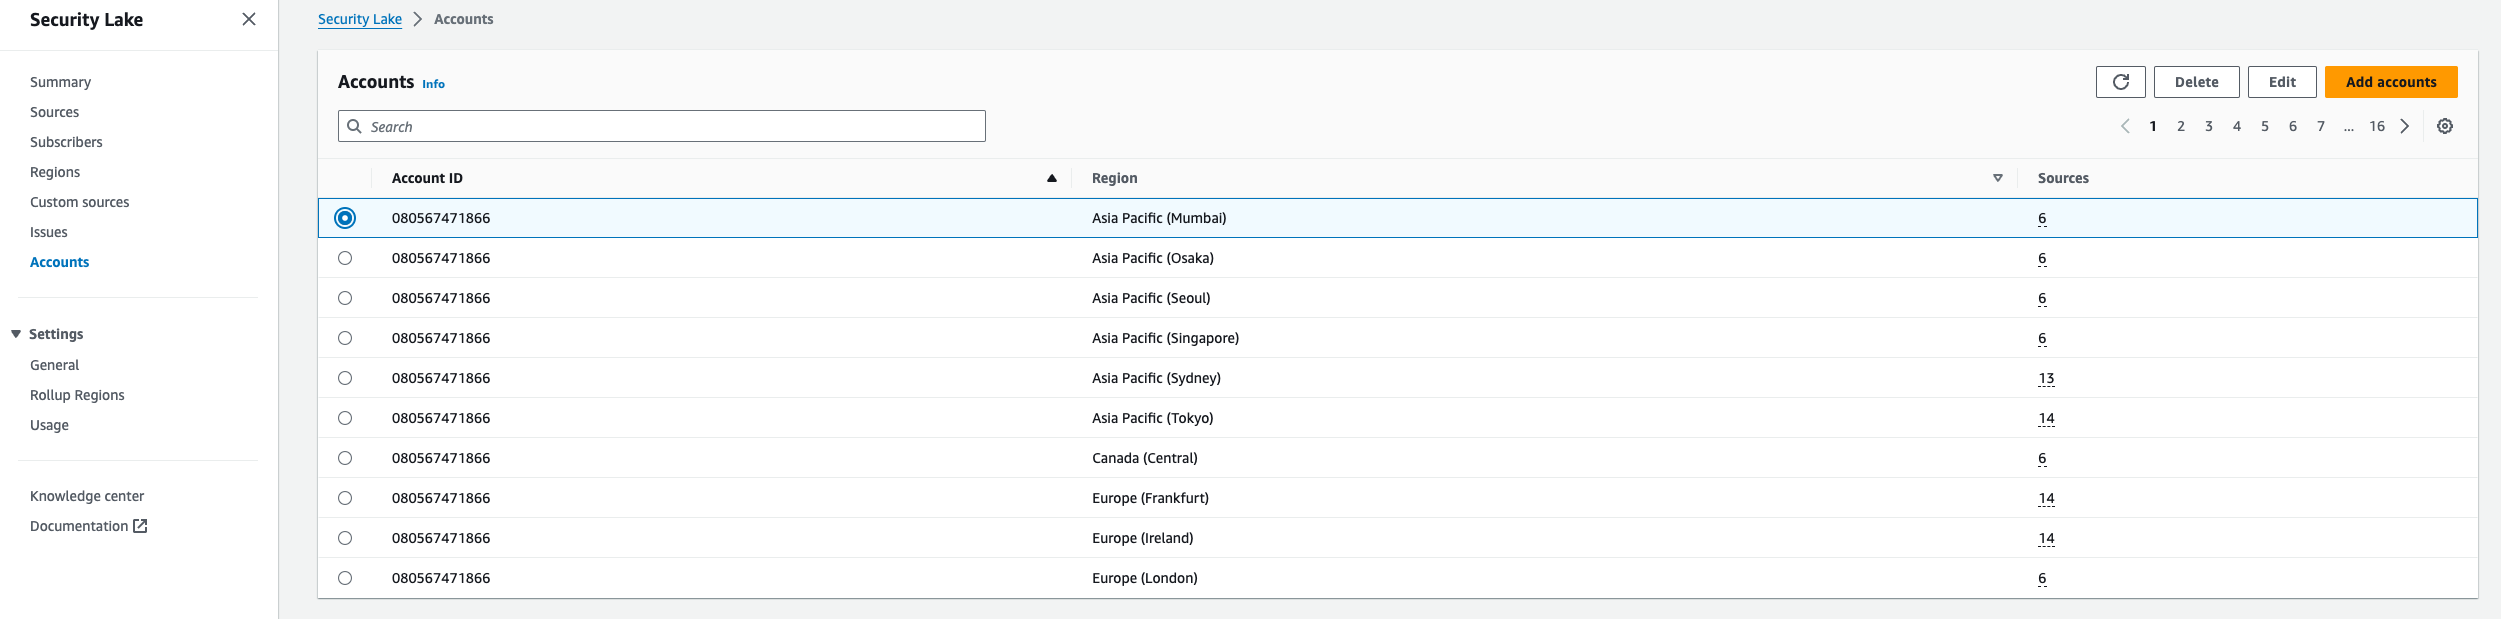 Security Lake
Summary
Sources
Subscribers
Regions
Custom sources
Issues
Accounts
Settings
General
Rollup Regions
Usage
Knowledge center
Documentation
Security Lake > Accounts
Accounts Info
Delete Edit Add accounts
Search
1 2 3 4 5 6 7 ... 16
Account ID Region Sources
080567471866 Asia Pacific (Mumbai) 6
080567471866 Asia Pacific (Osaka) 6
080567471866 Asia Pacific (Seoul) 6
080567471866 Asia Pacific (Singapore) 6
080567471866 Asia Pacific (Sydney) 13
080567471866 Asia Pacific (Tokyo) 14
080567471866 Canada (Central) 6
080567471866 Europe (Frankfurt) 14
080567471866 Europe (Ireland) 14
080567471866 Europe (London) 6